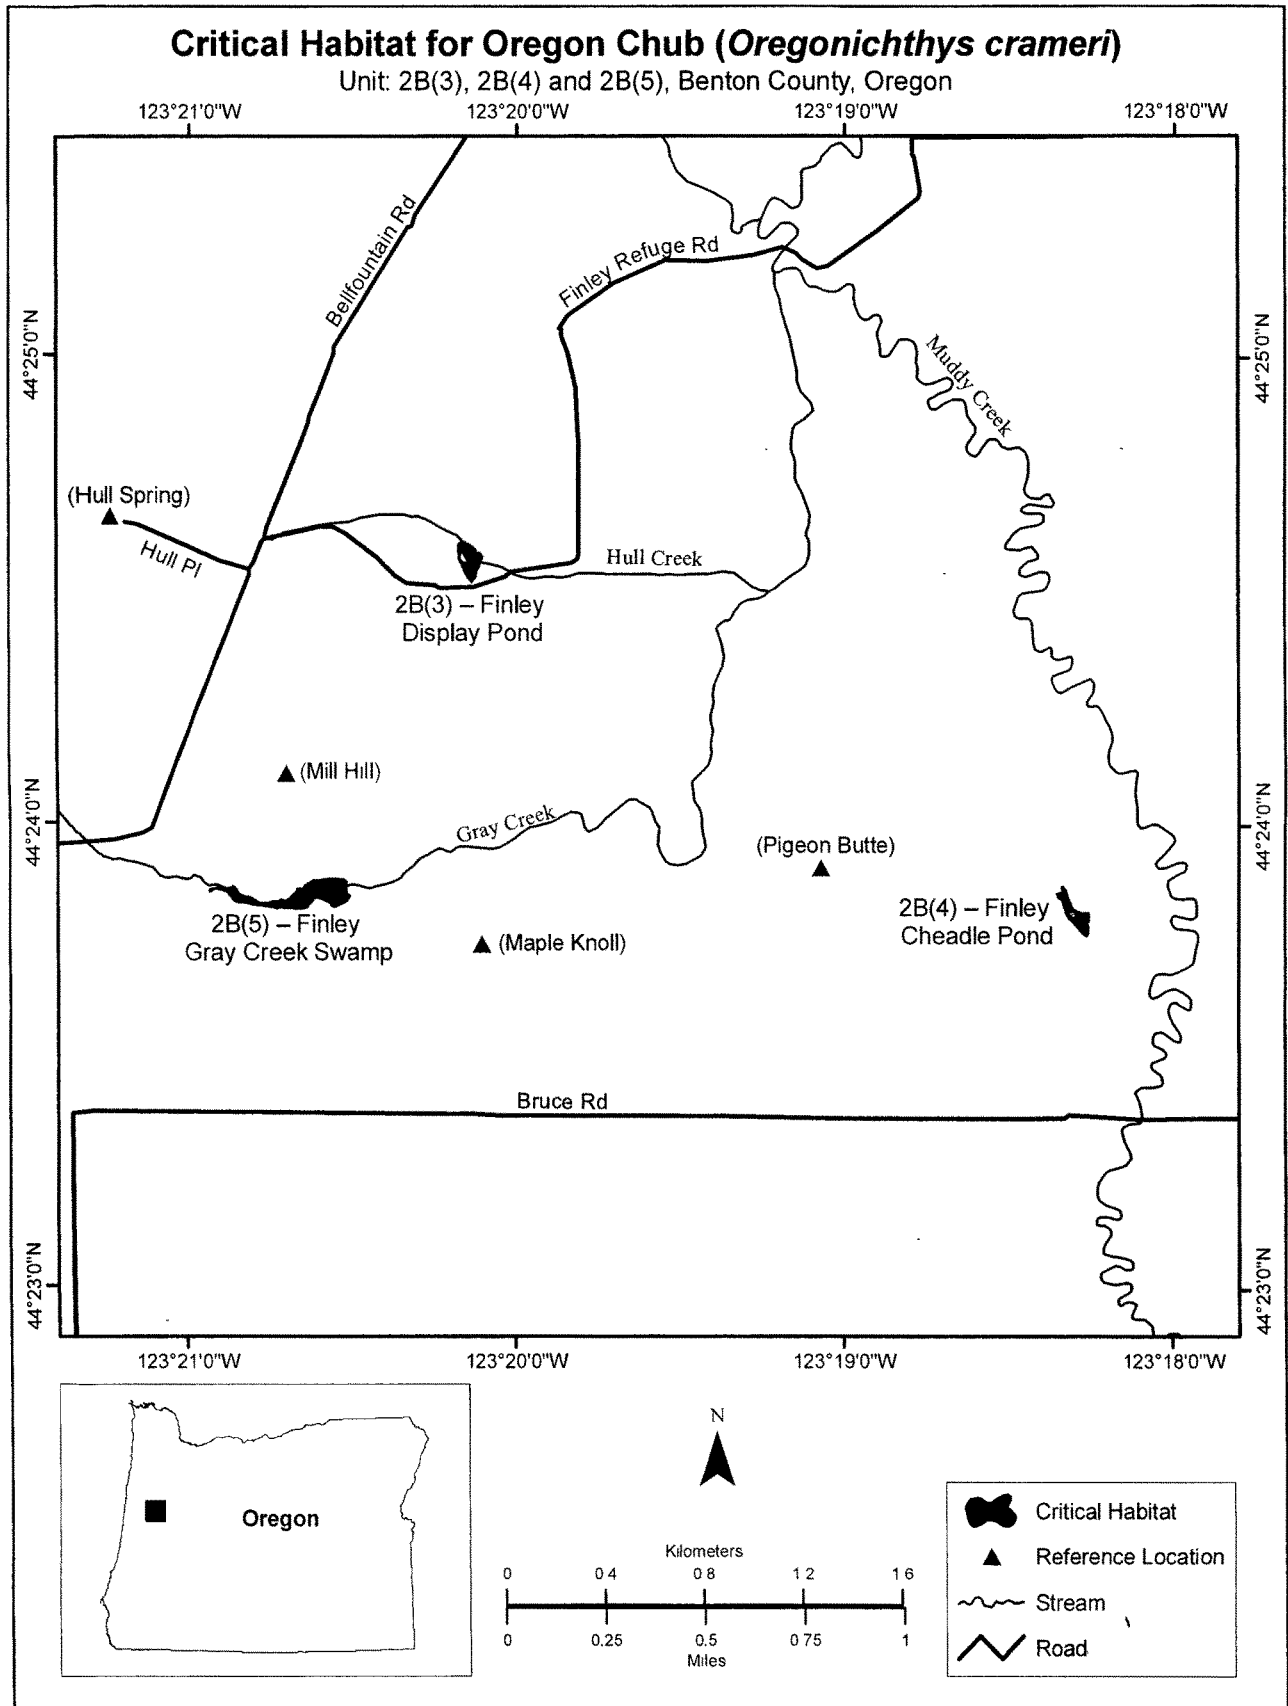 Critical Habitat for Oregon Chub (Oregonichthys crameri)
Unit: 2B(3), 2B(4) and 2B(5), Benton County, Oregon
123°21'0"W 123°20'0"W 123°19'0"W 123°18'0"W
Bellfountain Rd
Finley Refuge Rd
44°25'0"N
44°25'0"N
Muddy Creek
(Hull Spring)
Hull Pl
Hull Creek
2B(3) – Finley
Display Pond
(Mill Hill)
44°24'0"N
44°24'0"N
Gray Creek
(Pigeon Butte)
2B(5) – Finley
Gray Creek Swamp
(Maple Knoll)
2B(4) – Finley
Cheadle Pond
Bruce Rd
44°23'0"N
44°23'0"N
123°21'0"W 123°20'0"W 123°19'0"W 123°18'0"W
Oregon
N
Kilometers
0 0 4 0 8 1 2 1 6
0 0.25 0.5 0 75 1
Miles
Critical Habitat
Reference Location
Stream
Road